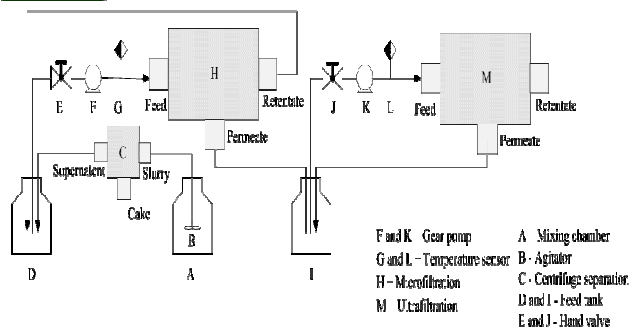 H
M
E F G
Feed
Retentate
J K L
Feed
Retentate
Permeate
Permeate
C
Supernatent
Slurry
Cake
B
D
A
I
F and K - Gear pump
G and L - Temperature sensor
H - Microfiltration
M Ultrafiltration
A Mixing chamber
B - Agitator
C - Centrifuge separation
D and I - Feed tank
E and J - Hand valve